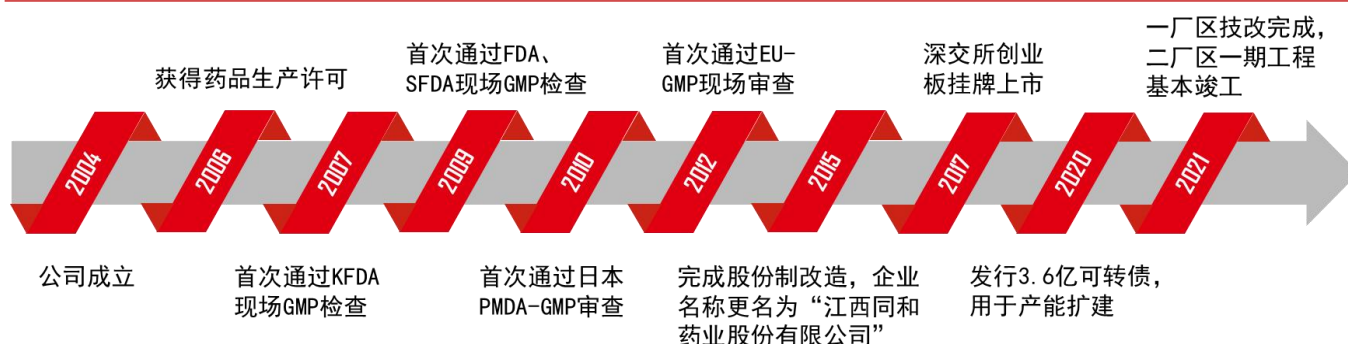 获得药品生产许可
首次通过FDA、
SFDA现场GMP检查
首次通过EU-
GMP现场审查
深交所创业
板挂牌上市
一厂区技改完成，
二厂区一期工程
基本竣工
2004
2006
2007
2009
2010
2012
2015
2017
2020
2021
公司成立
首次通过KFDA
现场GMP检查
首次通过日本
PMDA-GMP审查
完成股份制改造，企业
名称更名为“江西同和
药业股份有限公司”
发行3.6亿可转债，
用于产能扩建